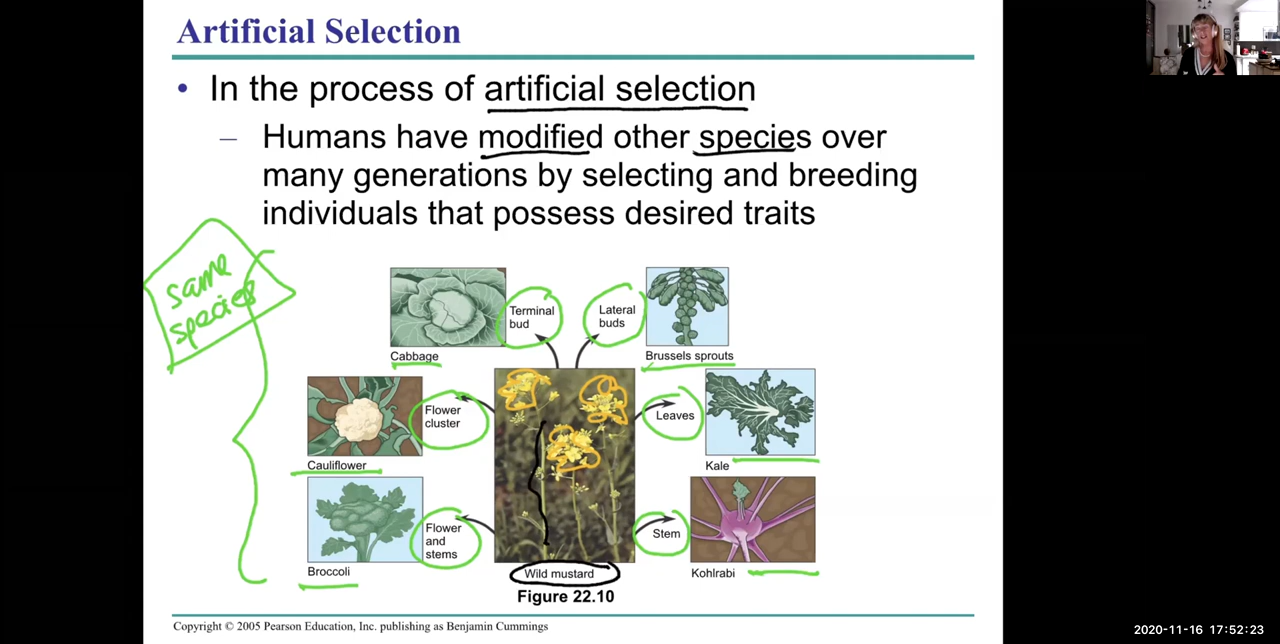 Artificial Selection
• In the process of artificial selection
– Humans have modified other species over
many generations by selecting and breeding
individuals that possess desired traits
same
species
Terminal
bud
Lateral
buds
Cabbage
Brussels sprouts
Flower
cluster
Leaves
Cauliflower
Kale
Flower
and
stems
Stem
Broccoli
Wild mustard
Kohlrabi
Figure 22.10
Copyright © 2005 Pearson Education, Inc. publishing as Benjamin Cummings
2020-11-16 17:52:23